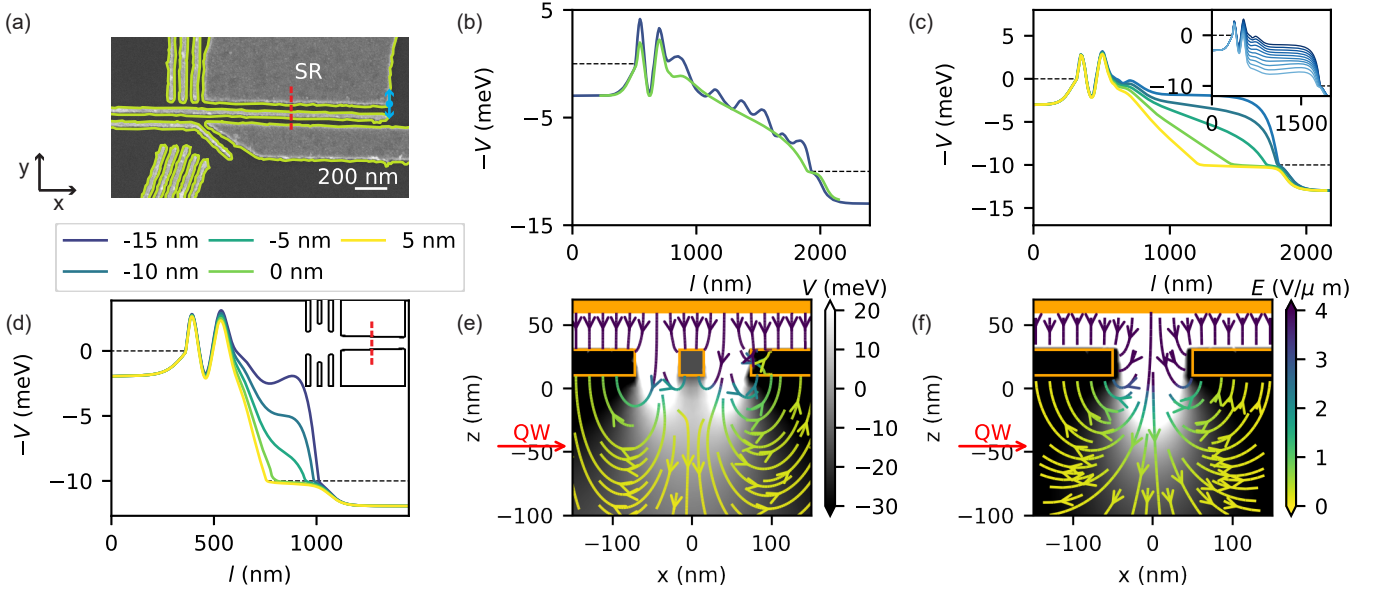 (a)
SR
200 nm
y
x
(b)
5
0
−5
−15
−V (meV)
0
1000
2000
l (nm)
(c)
5
0
−5
−10
−15
−V (meV)
0
1000
2000
l (nm)
0
−10
0
1500
-15 nm
-5 nm
5 nm
-10 nm
0 nm
(d)
0
−5
−10
−V (meV)
0
500
1000
l (nm)
(e)
V (meV)
20
10
0
−10
−20
−30
50
0
−50
−100
z (nm)
QW
−100
0
100
x (nm)
(f)
E (V/μ m)
4
3
2
1
0
50
0
−50
−100
z (nm)
QW
−100
0
100
x (nm)